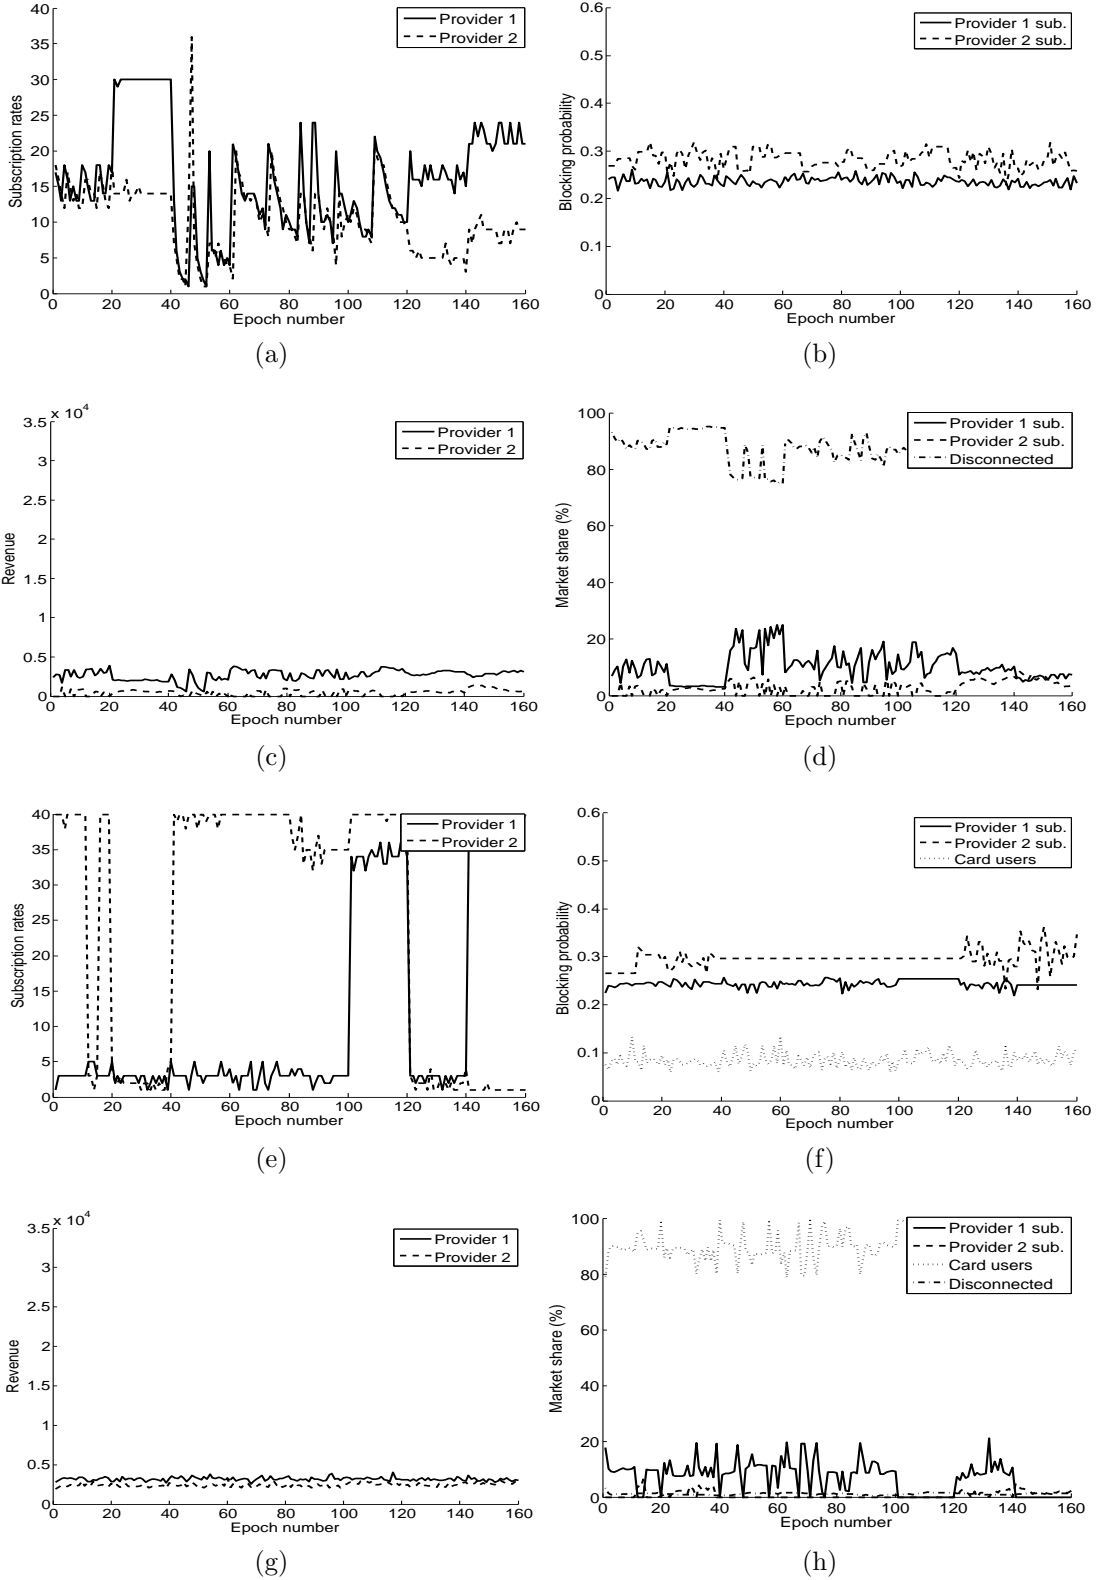 40
35
30
25
20
15
10
5
0
Subscription rates
0 20 40 60 80 100 120 140 160
Epoch number
Provider 1
Provider 2
(a)
0.6
0.5
0.4
0.3
0.2
0.1
0
Blocking probability
0 20 40 60 80 100 120 140 160
Epoch number
Provider 1 sub.
Provider 2 sub.
(b)
x 10^4
3.5
3
2.5
2
1.5
1
0.5
0
Revenue
0 20 40 60 80 100 120 140 160
Epoch number
Provider 1
Provider 2
(c)
100
80
60
40
20
0
Market share (%)
0 20 40 60 80 100 120 140 160
Epoch number
Provider 1 sub.
Provider 2 sub.
Disconnected
(d)
40
35
30
25
20
15
10
5
0
Subscription rates
0 20 40 60 80 100 120 140 160
Epoch number
Provider 1
Provider 2
(e)
0.6
0.5
0.4
0.3
0.2
0.1
0
Blocking probability
0 20 40 60 80 100 120 140 160
Epoch number
Provider 1 sub.
Provider 2 sub.
Card users
(f)
x 10^4
3.5
3
2.5
2
1.5
1
0.5
0
Revenue
0 20 40 60 80 100 120 140 160
Epoch number
Provider 1
Provider 2
(g)
100
80
60
40
20
0
Market share (%)
0 20 40 60 80 100 120 140 160
Epoch number
Provider 1 sub.
Provider 2 sub.
Card users
Disconnected
(h)